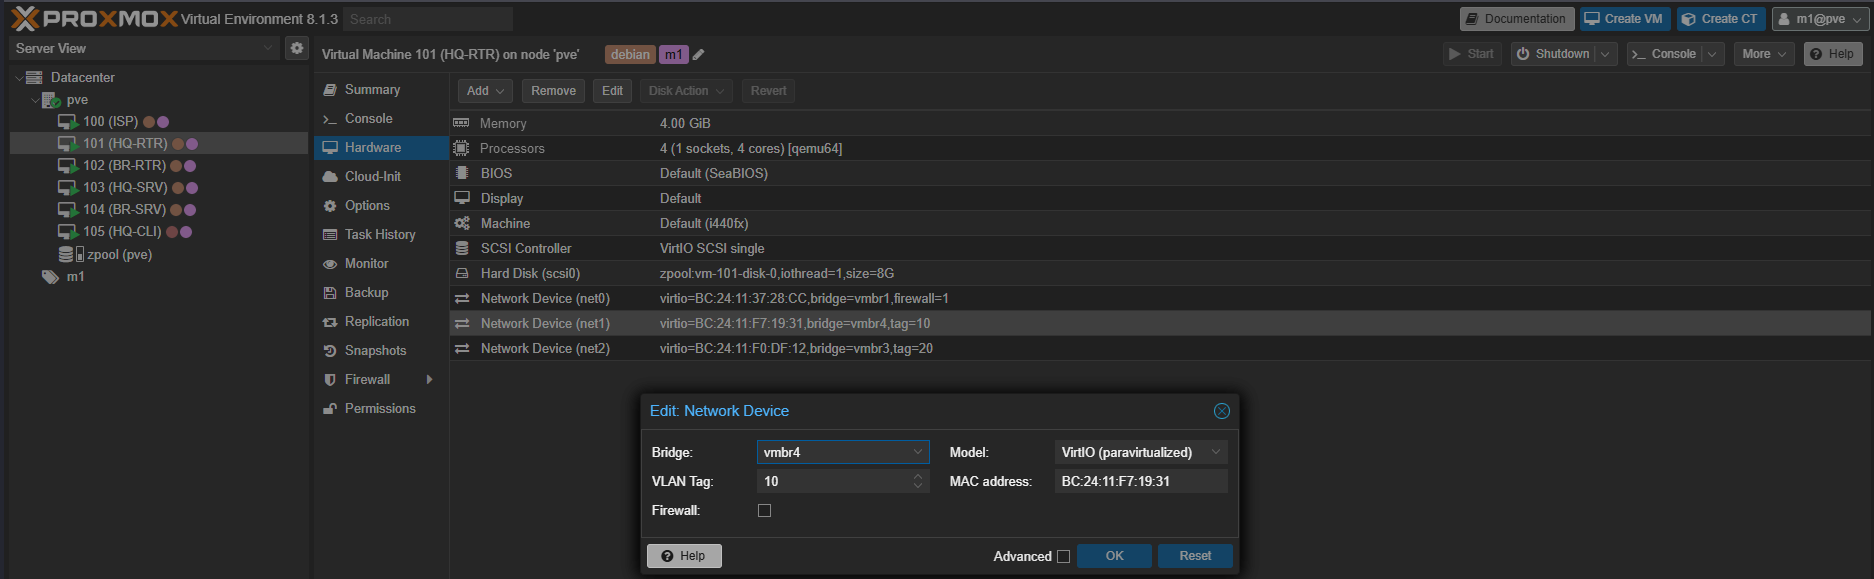 PROXMOX Virtual Environment 8.1.3 Search Documentation Create VM Create CT m1@pve
Server View
Virtual Machine 101 (HQ-RTR) on node 'pve' debian m1 Start Shutdown Console More Help
Datacenter
pve
100 (ISP)
101 (HQ-RTR)
102 (BR-RTR)
103 (HQ-SRV)
104 (BR-SRV)
105 (HQ-CLI)
zpool (pve)
m1
Summary
Console
Hardware
Cloud-Init
Options
Task History
Monitor
Backup
Replication
Snapshots
Firewall
Permissions
Add Remove Edit Disk Action Revert
Memory 4.00 GiB
Processors 4 (1 sockets, 4 cores) [qemu64]
BIOS Default (SeaBIOS)
Display Default
Machine Default (i440fx)
SCSI Controller VirtIO SCSI single
Hard Disk (scsi0) zpool:vm-101-disk-0,iothread=1,size=8G
Network Device (net0) virtio=BC:24:11:37:28:CC,bridge=vmbr1,firewall=1
Network Device (net1) virtio=BC:24:11:F7:19:31,bridge=vmbr4,tag=10
Network Device (net2) virtio=BC:24:11:F0:DF:12,bridge=vmbr3,tag=20
Edit: Network Device
Bridge: vmbr4 Model: VirtIO (paravirtualized)
VLAN Tag: 10 MAC address: BC:24:11:F7:19:31
Firewall:
Help Advanced OK Reset